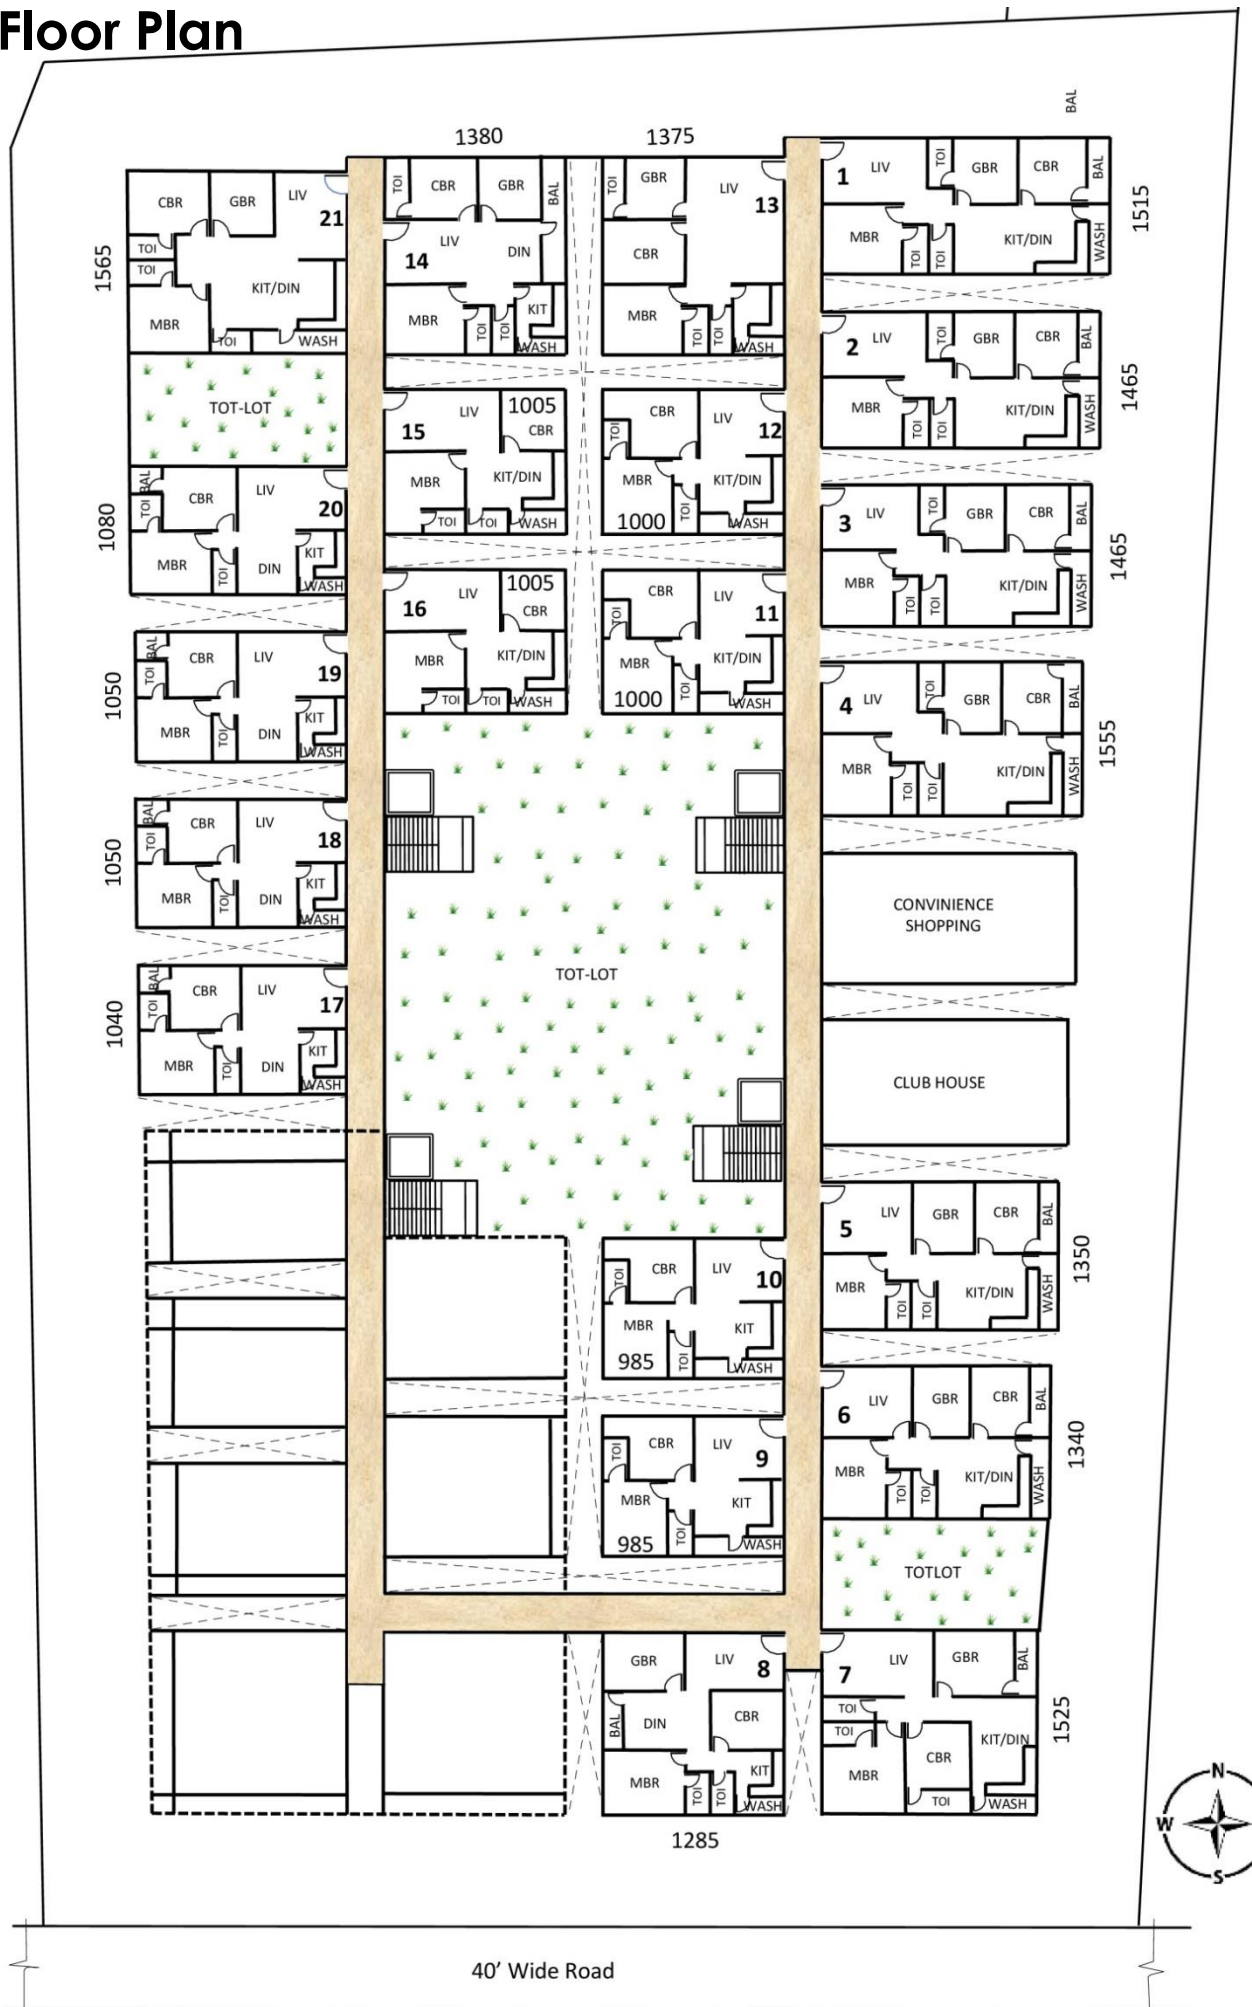 Floor Plan
BAL
1380
1375
1
LIV
TOI
GBR
CBR
BAL
MBR
TOI
TOI
KIT/DIN
WASH
1515
TOI
CBR
GBR
BAL
14
LIV
DIN
MBR
TOI
TOI
KIT
WASH
TOI
GBR
LIV
13
CBR
MBR
TOI
TOI
WASH
CBR
GBR
LIV
21
TOI
TOI
KIT/DIN
MBR
TOI
WASH
1565
TOT-LOT
2
LIV
TOI
GBR
CBR
BAL
MBR
TOI
TOI
KIT/DIN
WASH
1465
15
LIV
1005
CBR
MBR
KIT/DIN
TOI
TOI
WASH
CBR
LIV
12
TOI
MBR
KIT/DIN
1000
TOI
WASH
BAL
CBR
LIV
20
TOI
MBR
TOI
DIN
KIT
WASH
1080
3
LIV
TOI
GBR
CBR
BAL
MBR
TOI
TOI
KIT/DIN
WASH
1465
16
LIV
1005
CBR
MBR
KIT/DIN
TOI
TOI
WASH
CBR
LIV
11
TOI
MBR
KIT/DIN
1000
TOI
WASH
BAL
CBR
LIV
19
TOI
MBR
TOI
DIN
KIT
WASH
1050
4
LIV
TOI
GBR
CBR
BAL
MBR
TOI
TOI
KIT/DIN
WASH
1555
BAL
CBR
LIV
18
TOI
MBR
TOI
DIN
KIT
WASH
1050
CONVINIENCE
SHOPPING
TOT-LOT
BAL
CBR
LIV
17
TOI
MBR
TOI
DIN
KIT
WASH
1040
CLUB HOUSE
5
LIV
GBR
CBR
BAL
MBR
TOI
TOI
KIT/DIN
WASH
1350
CBR
LIV
10
TOI
MBR
KIT
985
TOI
WASH
6
LIV
GBR
CBR
BAL
MBR
TOI
TOI
KIT/DIN
WASH
1340
CBR
LIV
9
TOI
MBR
KIT
985
TOI
WASH
TOTLOT
GBR
LIV
8
BAL
DIN
CBR
MBR
TOI
TOI
KIT
WASH
1285
7
LIV
GBR
BAL
TOI
TOI
KIT/DIN
CBR
MBR
TOI
WASH
1525
N
W
S
40' Wide Road